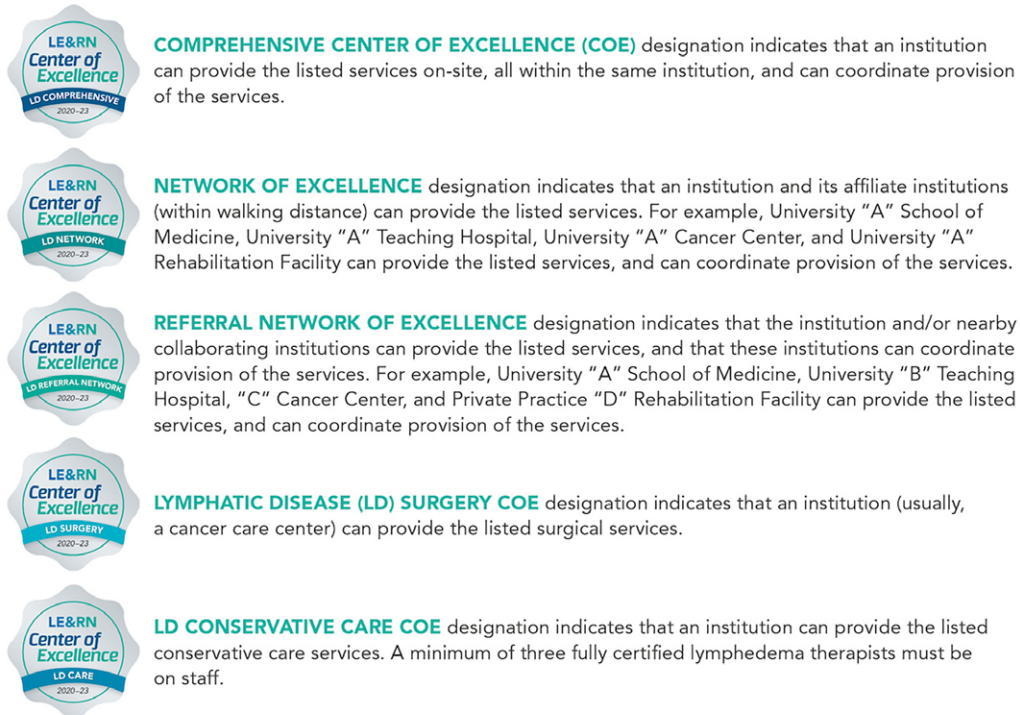 LE&RN
Center of
Excellence
LD COMPREHENSIVE
2020–23
COMPREHENSIVE CENTER OF EXCELLENCE (COE) designation indicates that an institution
can provide the listed services on-site, all within the same institution, and can coordinate provision
of the services.
LE&RN
Center of
Excellence
LD NETWORK
2020–23
NETWORK OF EXCELLENCE designation indicates that an institution and its affiliate institutions
(within walking distance) can provide the listed services. For example, University “A” School of
Medicine, University “A” Teaching Hospital, University “A” Cancer Center, and University “A”
Rehabilitation Facility can provide the listed services, and can coordinate provision of the services.
LE&RN
Center of
Excellence
LD REFERRAL NETWORK
2020–23
REFERRAL NETWORK OF EXCELLENCE designation indicates that the institution and/or nearby
collaborating institutions can provide the listed services, and that these institutions can coordinate
provision of the services. For example, University “A” School of Medicine, University “B” Teaching
Hospital, “C” Cancer Center, and Private Practice “D” Rehabilitation Facility can provide the listed
services, and can coordinate provision of the services.
LE&RN
Center of
Excellence
LD SURGERY
2020–23
LYMPHATIC DISEASE (LD) SURGERY COE designation indicates that an institution (usually,
a cancer care center) can provide the listed surgical services.
LE&RN
Center of
Excellence
LD CARE
2020–23
LD CONSERVATIVE CARE COE designation indicates that an institution can provide the listed
conservative care services. A minimum of three fully certified lymphedema therapists must be
on staff.